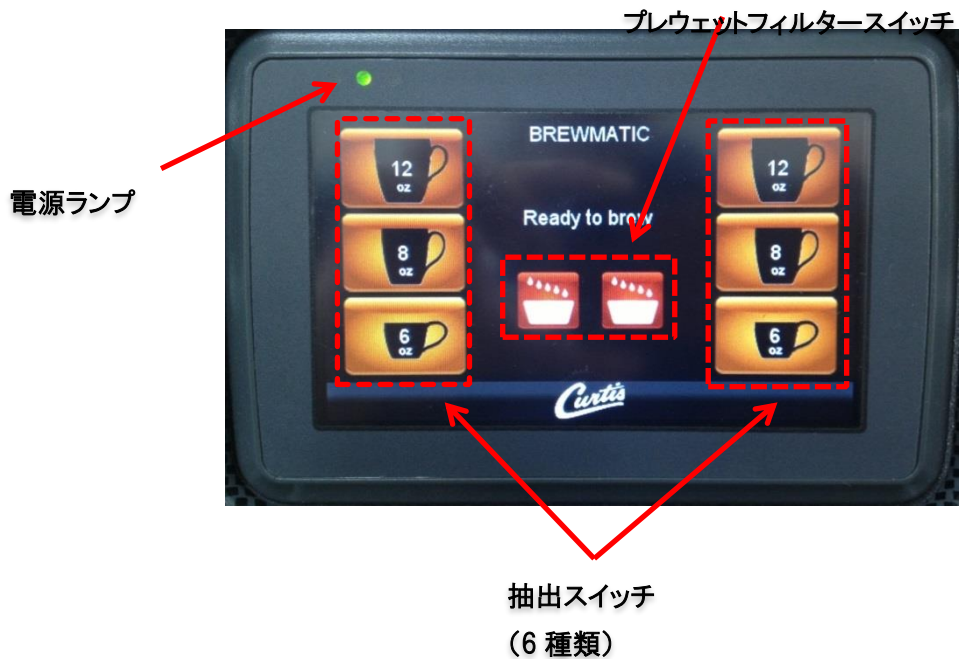 プレウェットフィルタースイッチ
電源ランプ
BREWMATIC
12
oz
12
oz
Ready to brew
8
oz
8
oz
6
oz
6
oz
Curtis
抽出スイッチ
（6 種類）